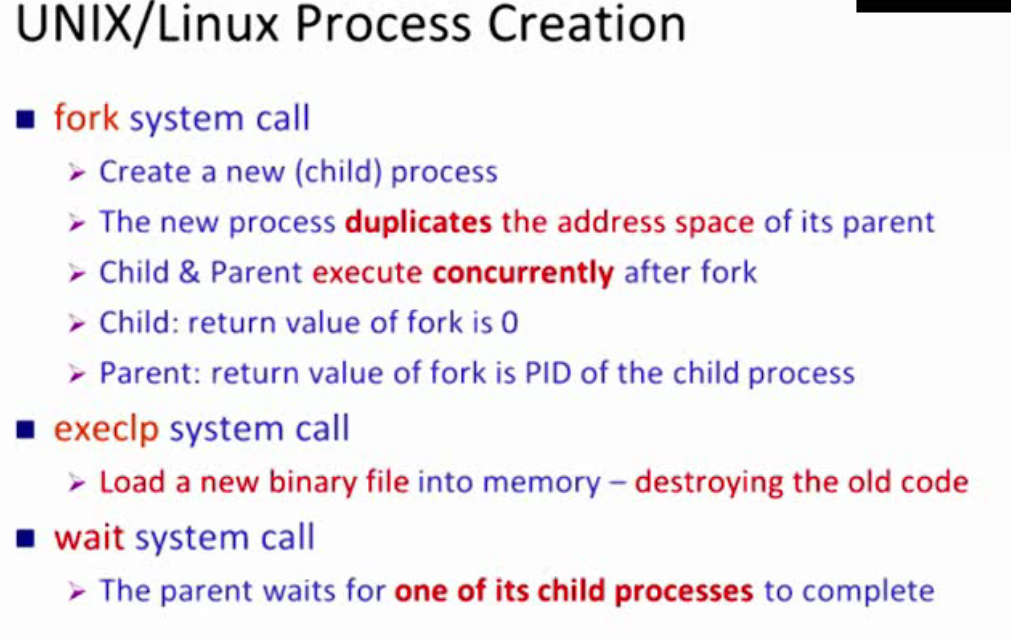 UNIX/Linux Process Creation
fork system call
Create a new (child) process
The new process duplicates the address space of its parent
Child & Parent execute concurrently after fork
Child: return value of fork is 0
Parent: return value of fork is PID of the child process
execlp system call
Load a new binary file into memory – destroying the old code
wait system call
The parent waits for one of its child processes to complete